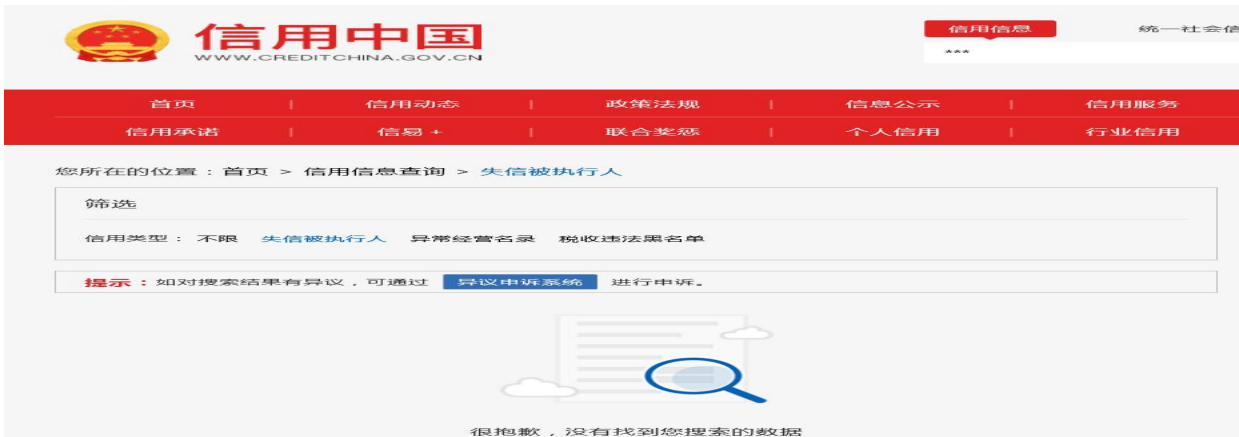 信用中国
WWW.CREDITCHINA.GOV.CN
信用信息 统一社会信
***
首页 | 信用动态 | 政策法规 | 信息公示 | 信用服务
信用承诺 | 信易+ | 联合奖惩 | 个人信用 | 行业信用
您所在的位置：首页 > 信用信息查询 > 失信被执行人
筛选
信用类型： 不限 失信被执行人 异常经营名录 税收违法黑名单
提示：如对搜索结果有异议，可通过 异议申诉系统 进行申诉。
很抱歉，没有找到您搜索的数据